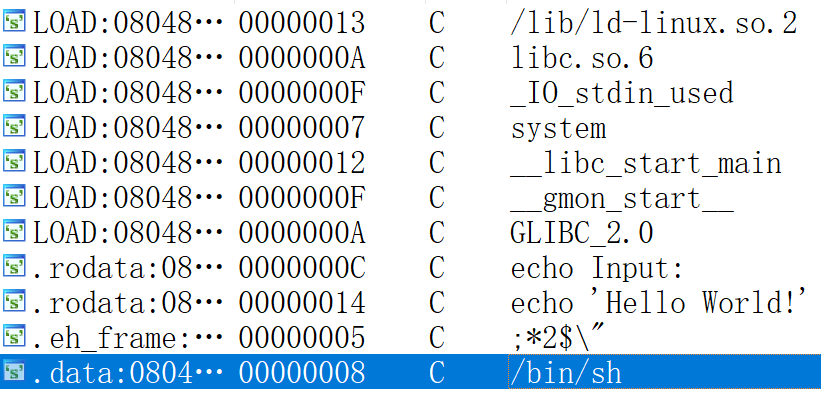 LOAD:08048… 00000013 C /lib/ld-linux.so.2
LOAD:08048… 0000000A C libc.so.6
LOAD:08048… 0000000F C _IO_stdin_used
LOAD:08048… 00000007 C system
LOAD:08048… 00000012 C __libc_start_main
LOAD:08048… 0000000F C __gmon_start__
LOAD:08048… 0000000A C GLIBC_2.0
.rodata:08… 0000000C C echo Input:
.rodata:08… 00000014 C echo 'Hello World!'
.eh_frame:… 00000005 C ;*2$\"
.data:0804… 00000008 C /bin/sh